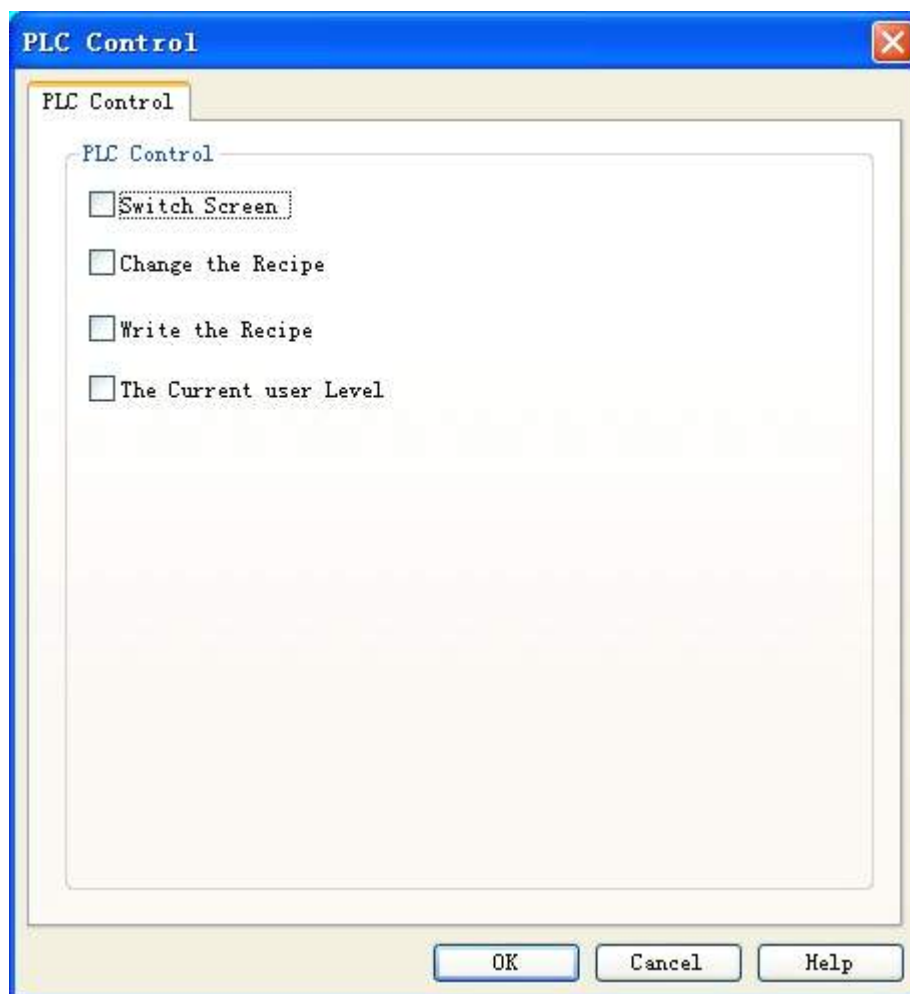 PLC Control
PLC Control
PLC Control
Switch Screen
Change the Recipe
Write the Recipe
The Current user Level
OK Cancel Help